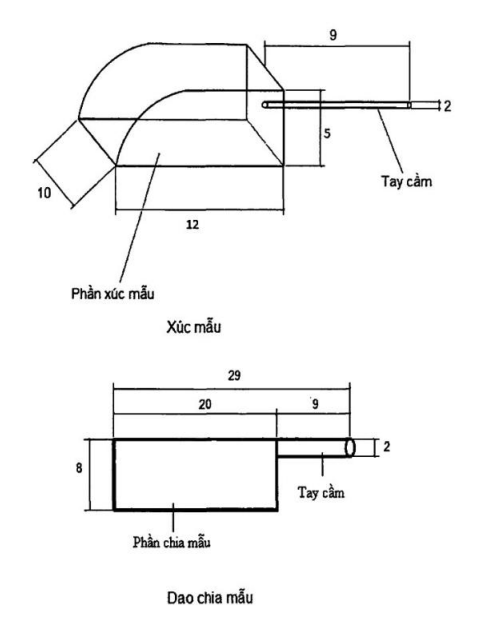 9
2
5
Tay cầm
10
12
Phần xúc mẫu
Xúc mẫu
29
20
9
8
2
Tay cầm
Phần chia mẫu
Dao chia mẫu